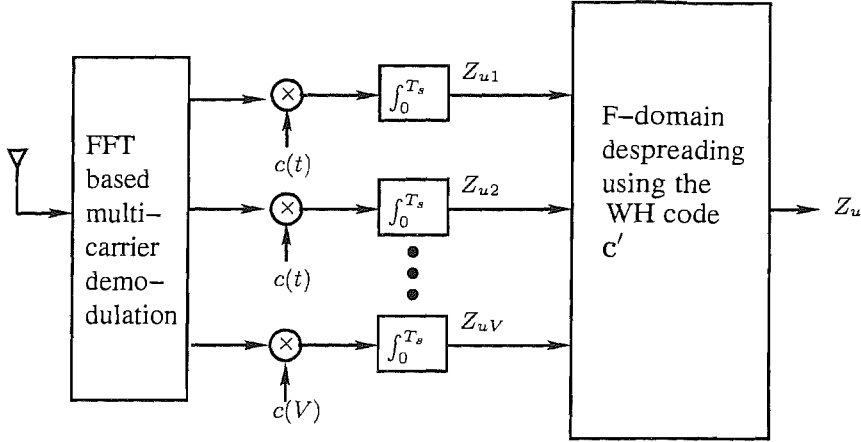 FFT
based
multi-
carrier
demo-
dulation
×
c(t)
∫₀^{T_s}
Z_{u1}
×
c(t)
∫₀^{T_s}
Z_{u2}
×
c(V)
∫₀^{T_s}
Z_{uV}
F-domain
despreading
using the
WH code
c′
Z_u